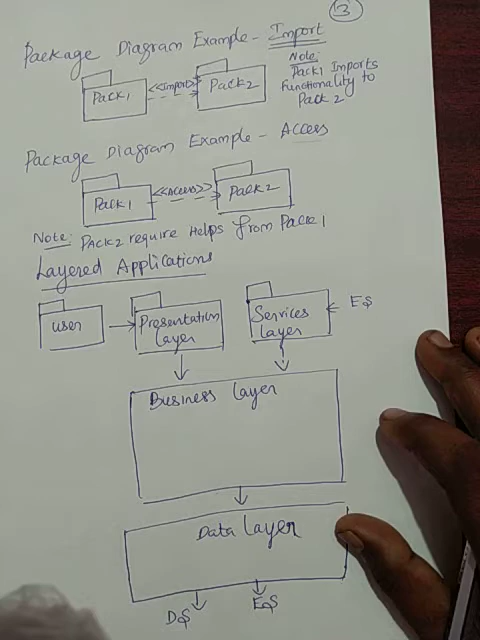 3
Package Diagram Example - Import
Note:
Pack1 Imports
Functionality to
Pack 2
Pack1
<<Import>>
Pack2
Package Diagram Example - Access
Pack1
<<Access>>
Pack2
Note: Pack2 require Helps from Pack1
Layered Applications
user
Presentation
Layer
Services
Layer
ES
Business Layer
Data Layer
DS
ES